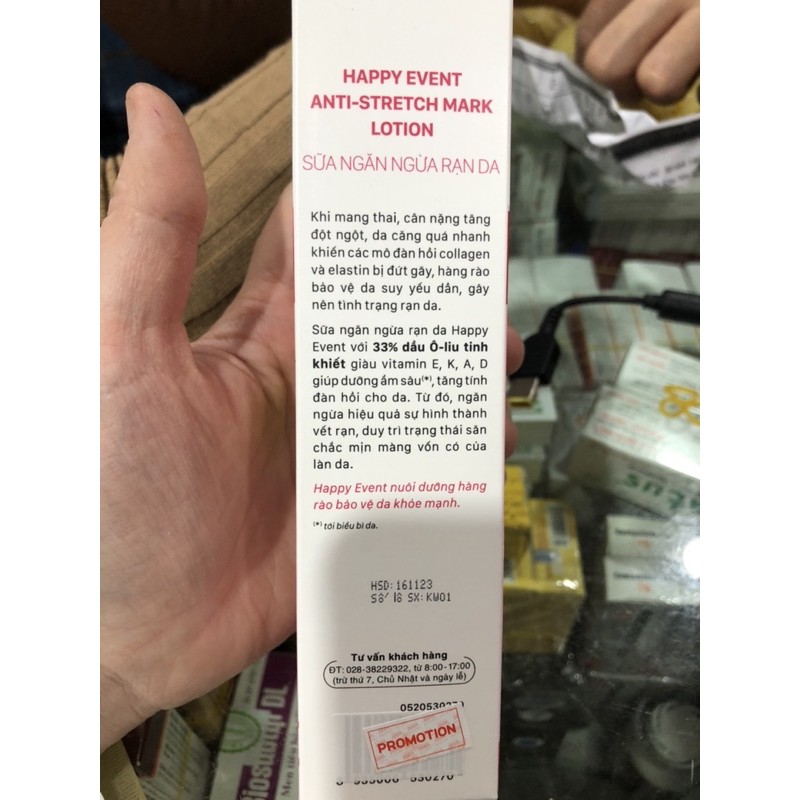 HAPPY EVENT
ANTI-STRETCH MARK
LOTION
SỮA NGĂN NGỪA RẠN DA
Khi mang thai, cân nặng tăng
đột ngột, da căng quá nhanh
khiến các mô đàn hồi collagen
và elastin bị đứt gãy, hàng rào
bảo vệ da suy yếu dần, gây
nên tình trạng rạn da.
Sữa ngăn ngừa rạn da Happy
Event với 33% dầu Ô-liu tinh
khiết giàu vitamin E, K, A, D
giúp dưỡng ẩm sâu(*), tăng tính
đàn hồi cho da. Từ đó, ngăn
ngừa hiệu quả sự hình thành
vết rạn, duy trì trạng thái săn
chắc mịn màng vốn có của
làn da.
Happy Event nuôi dưỡng hàng
rào bảo vệ da khỏe mạnh.
(*) tới biểu bì da.
HSD: 161123
Số lô SX: KW01
Tư vấn khách hàng
ĐT: 028-38229322, từ 8:00-17:00
(trừ thứ 7, Chủ Nhật và ngày lễ)
PROMOTION
530270